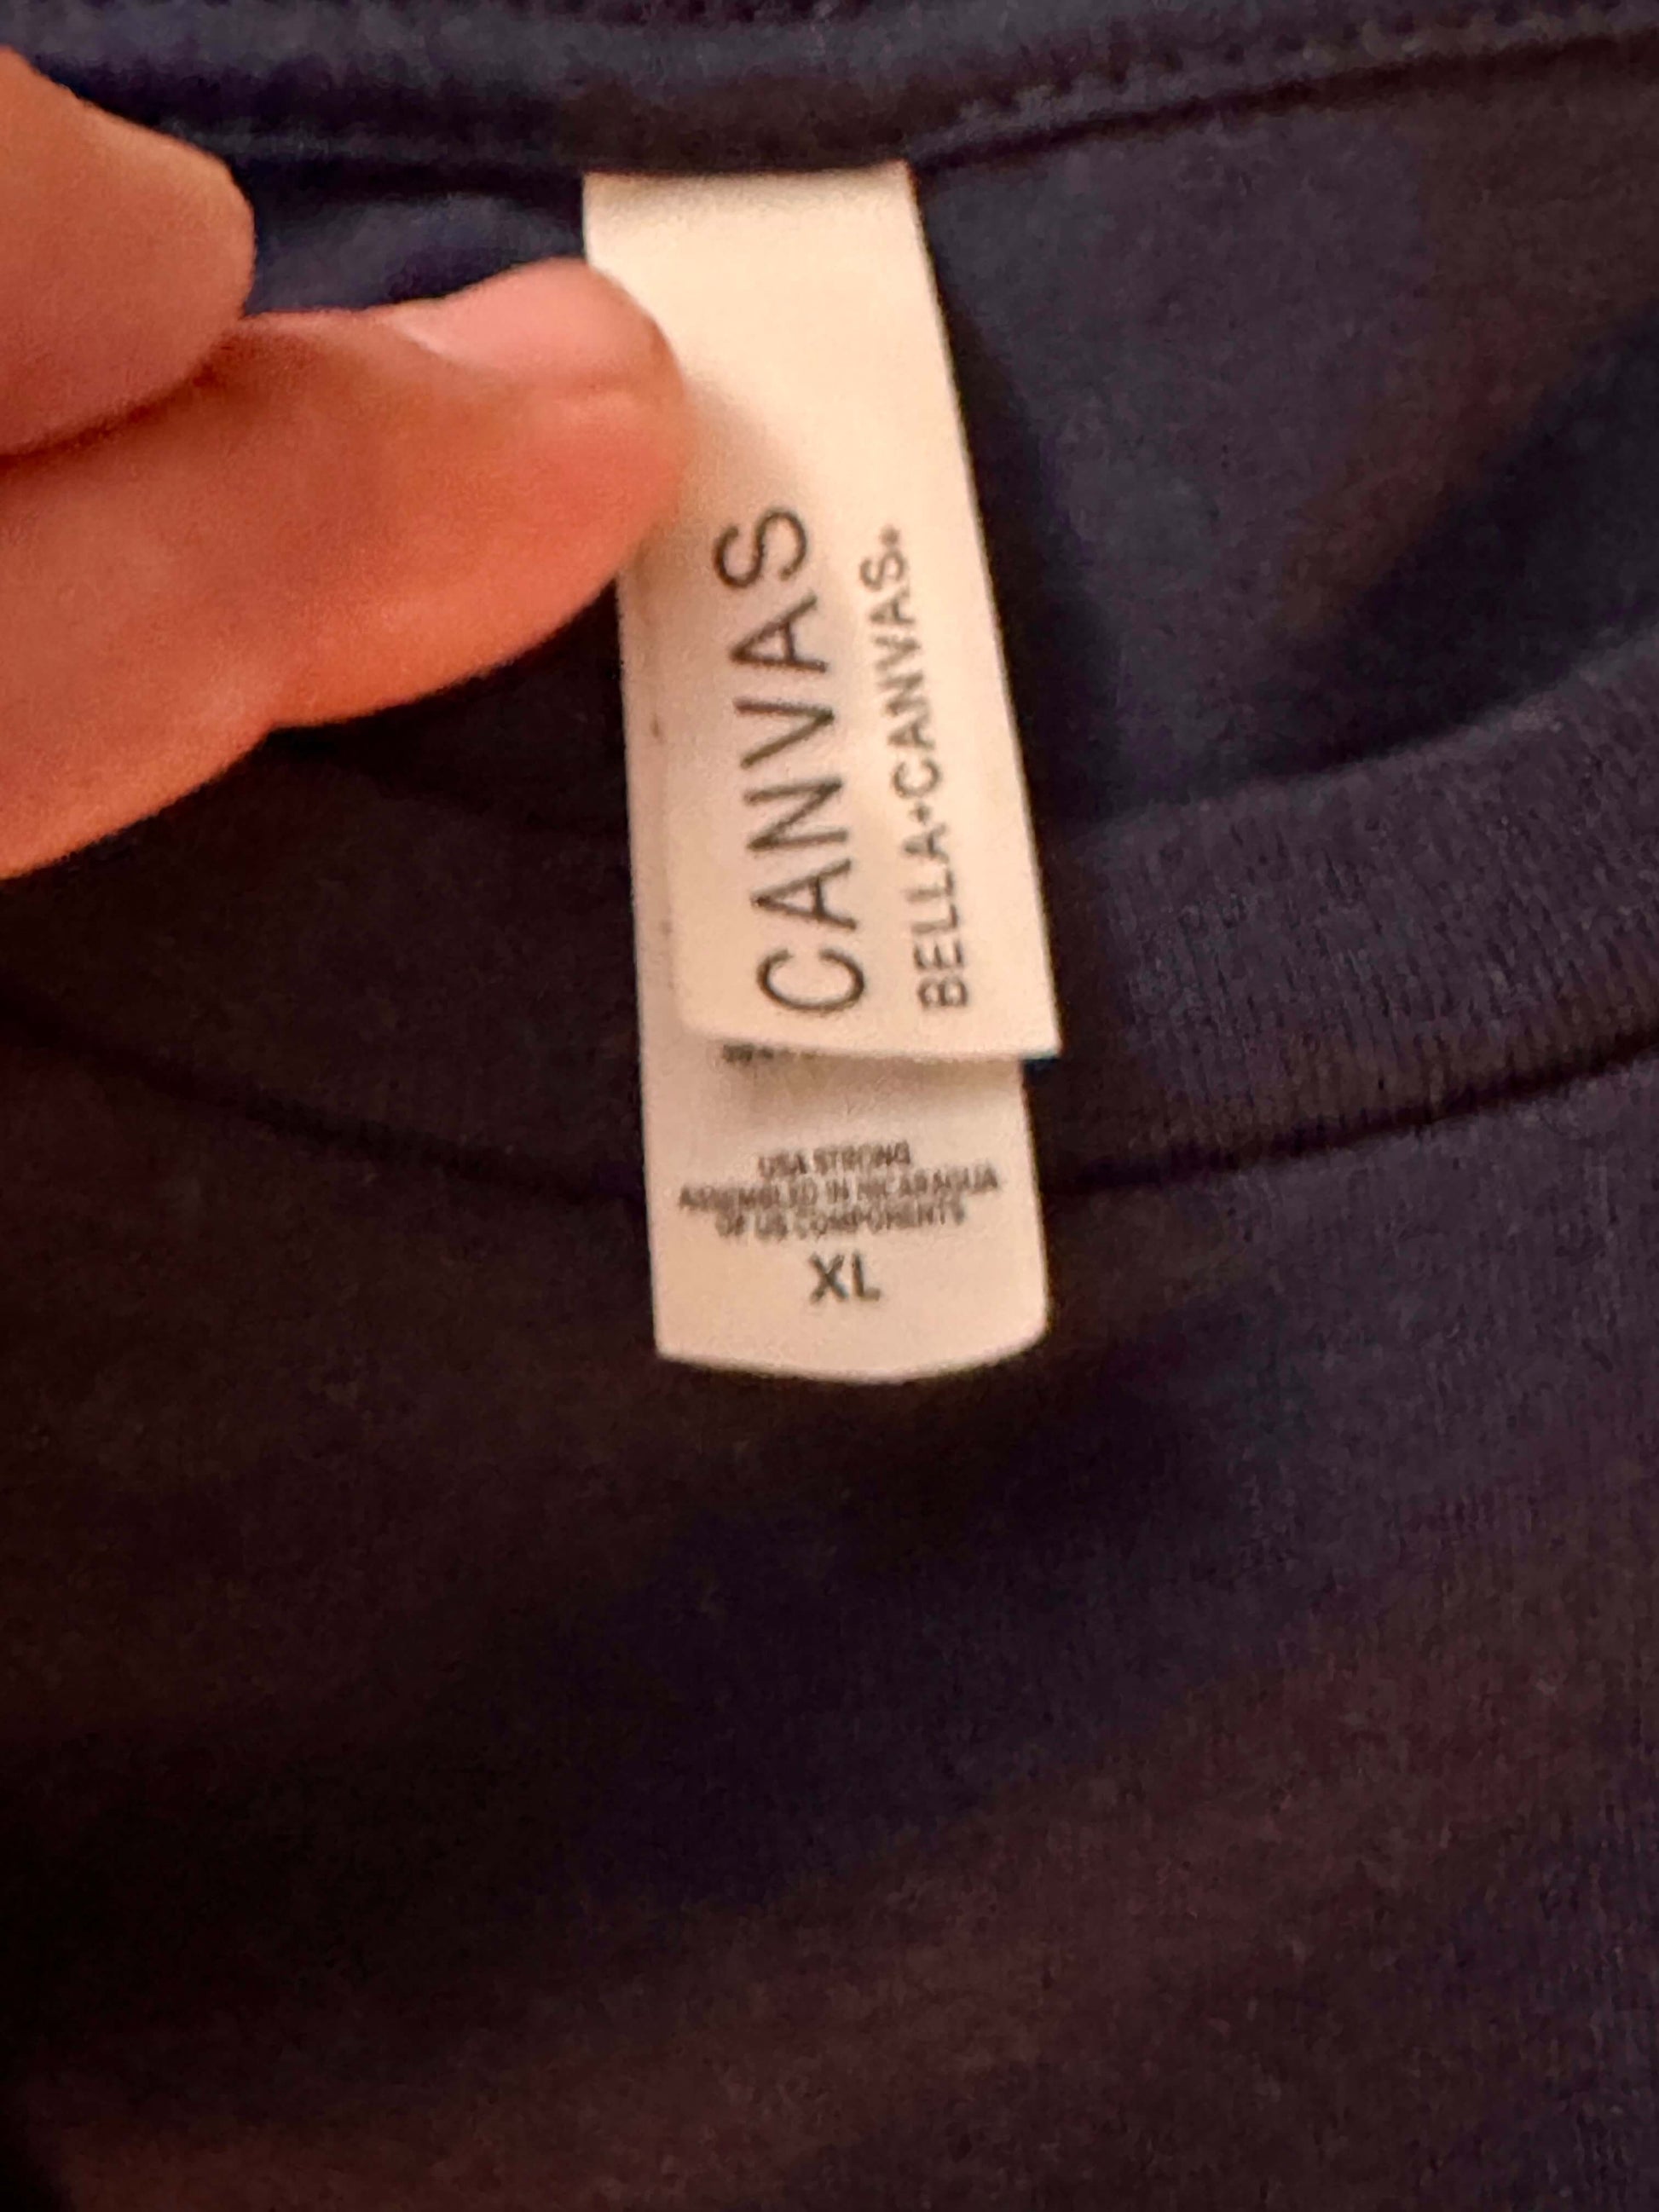 CANVAS
BELLA+CANVAS®
USA STRONG
ASSEMBLED IN NICARAGUA
OF US COMPONENTS
XL